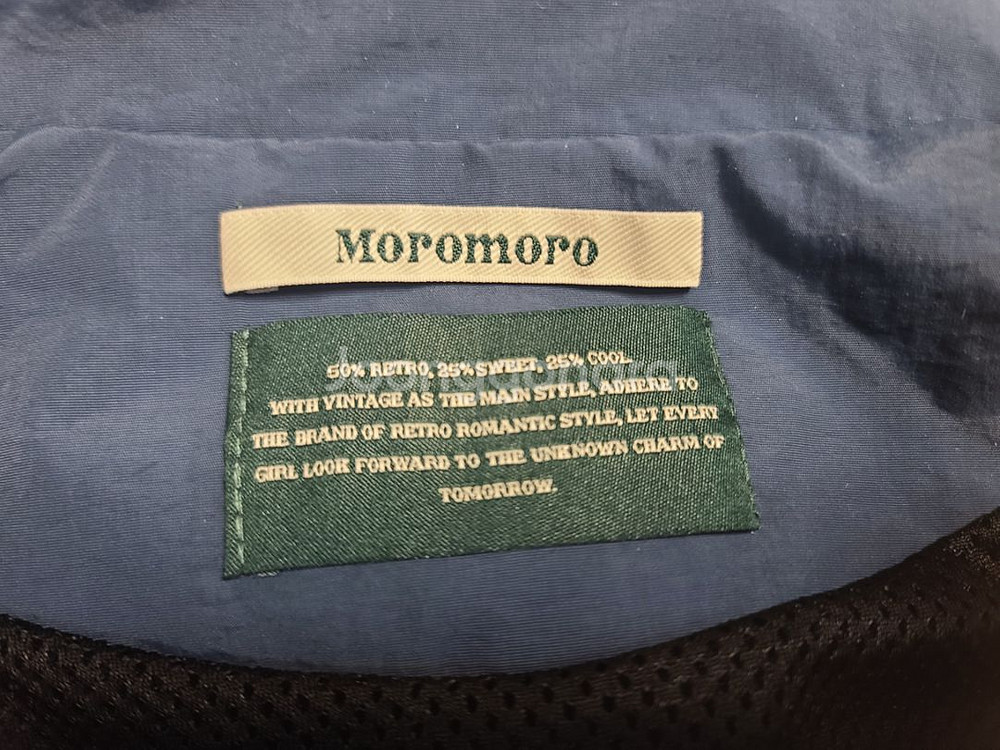 Moromoro
50% RETRO, 25% SWEET, 25% COOL
WITH VINTAGE AS THE MAIN STYLE, ADHERE TO
THE BRAND OF RETRO ROMANTIC STYLE, LET EVERY
GIRL LOOK FORWARD TO THE UNKNOWN CHARM OF
TOMORROW.